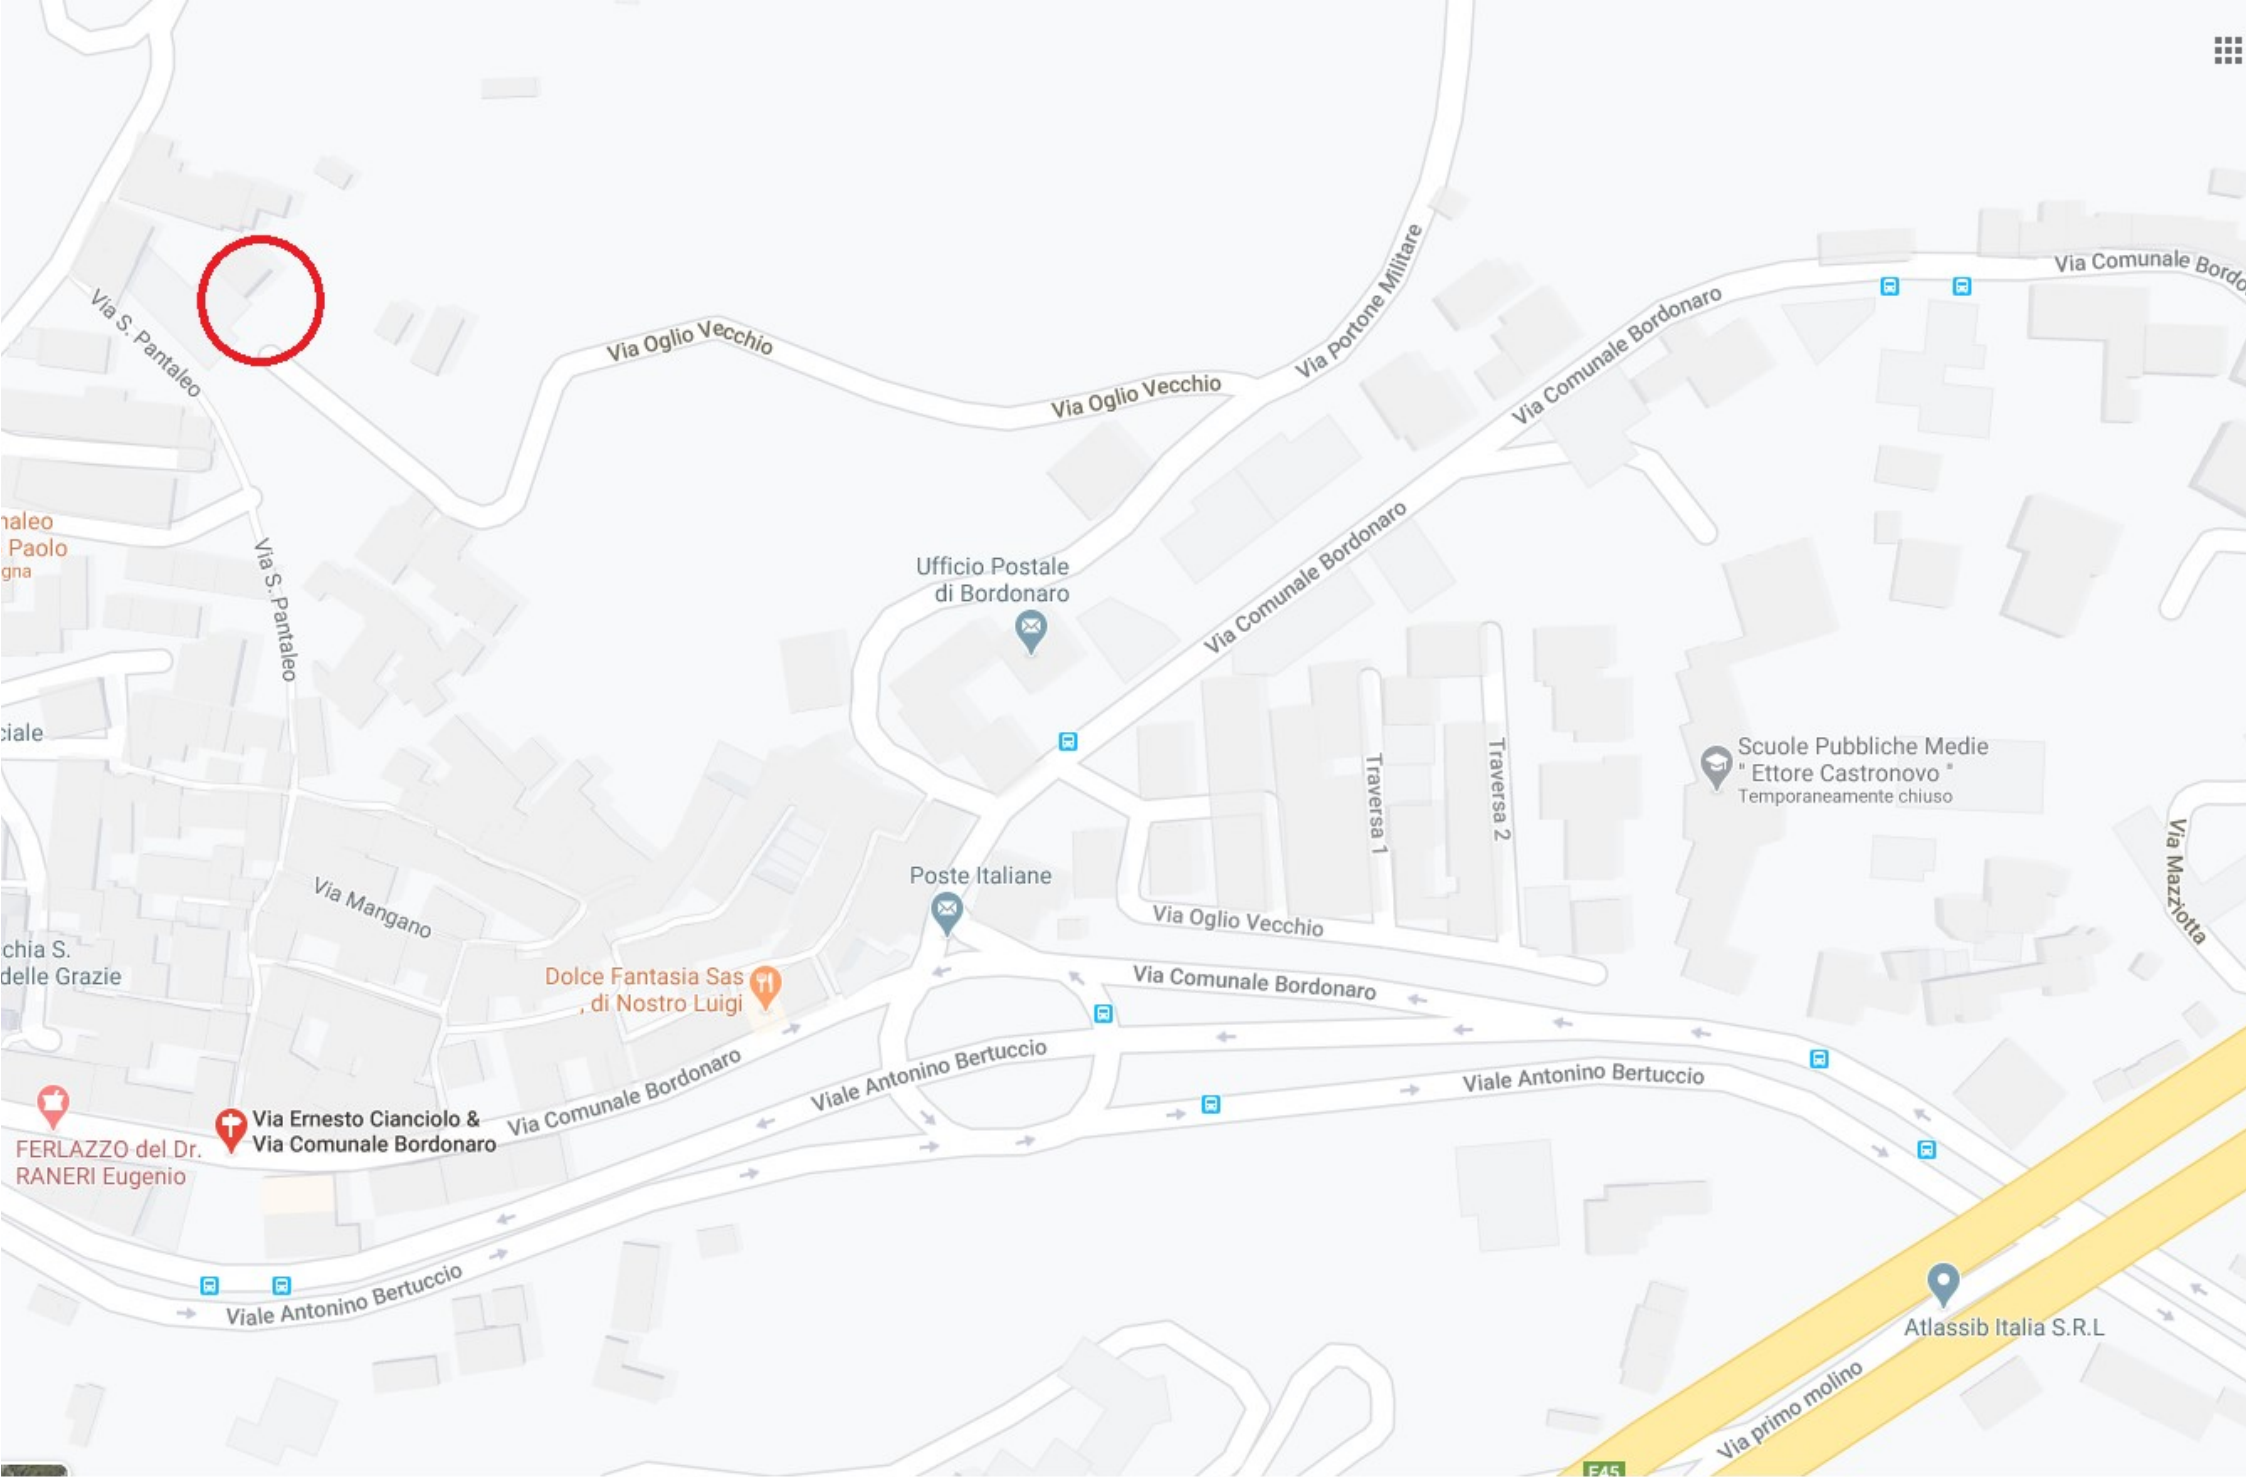 Via Portone Militare
Via Comunale Bordo
Via S. Pantaleo
Via Oglio Vecchio
Via Comunale Bordonaro
Via Oglio Vecchio
naleo
Paolo
gna
Via S. Pantaleo
Ufficio Postale
di Bordonaro
Via Comunale Bordonaro
ciale
Traversa 1
Traversa 2
Scuole Pubbliche Medie
" Ettore Castronovo "
Temporaneamente chiuso
Via Mazziotta
Via Mangano
Poste Italiane
Via Oglio Vecchio
chia S.
delle Grazie
Dolce Fantasia Sas
, di Nostro Luigi
Via Comunale Bordonaro
Viale Antonino Bertuccio
Viale Antonino Bertuccio
Via Comunale Bordonaro
Via Ernesto Cianciolo &
Via Comunale Bordonaro
FERLAZZO del Dr.
RANERI Eugenio
Viale Antonino Bertuccio
Atlassib Italia S.R.L
Via primo molino
E45